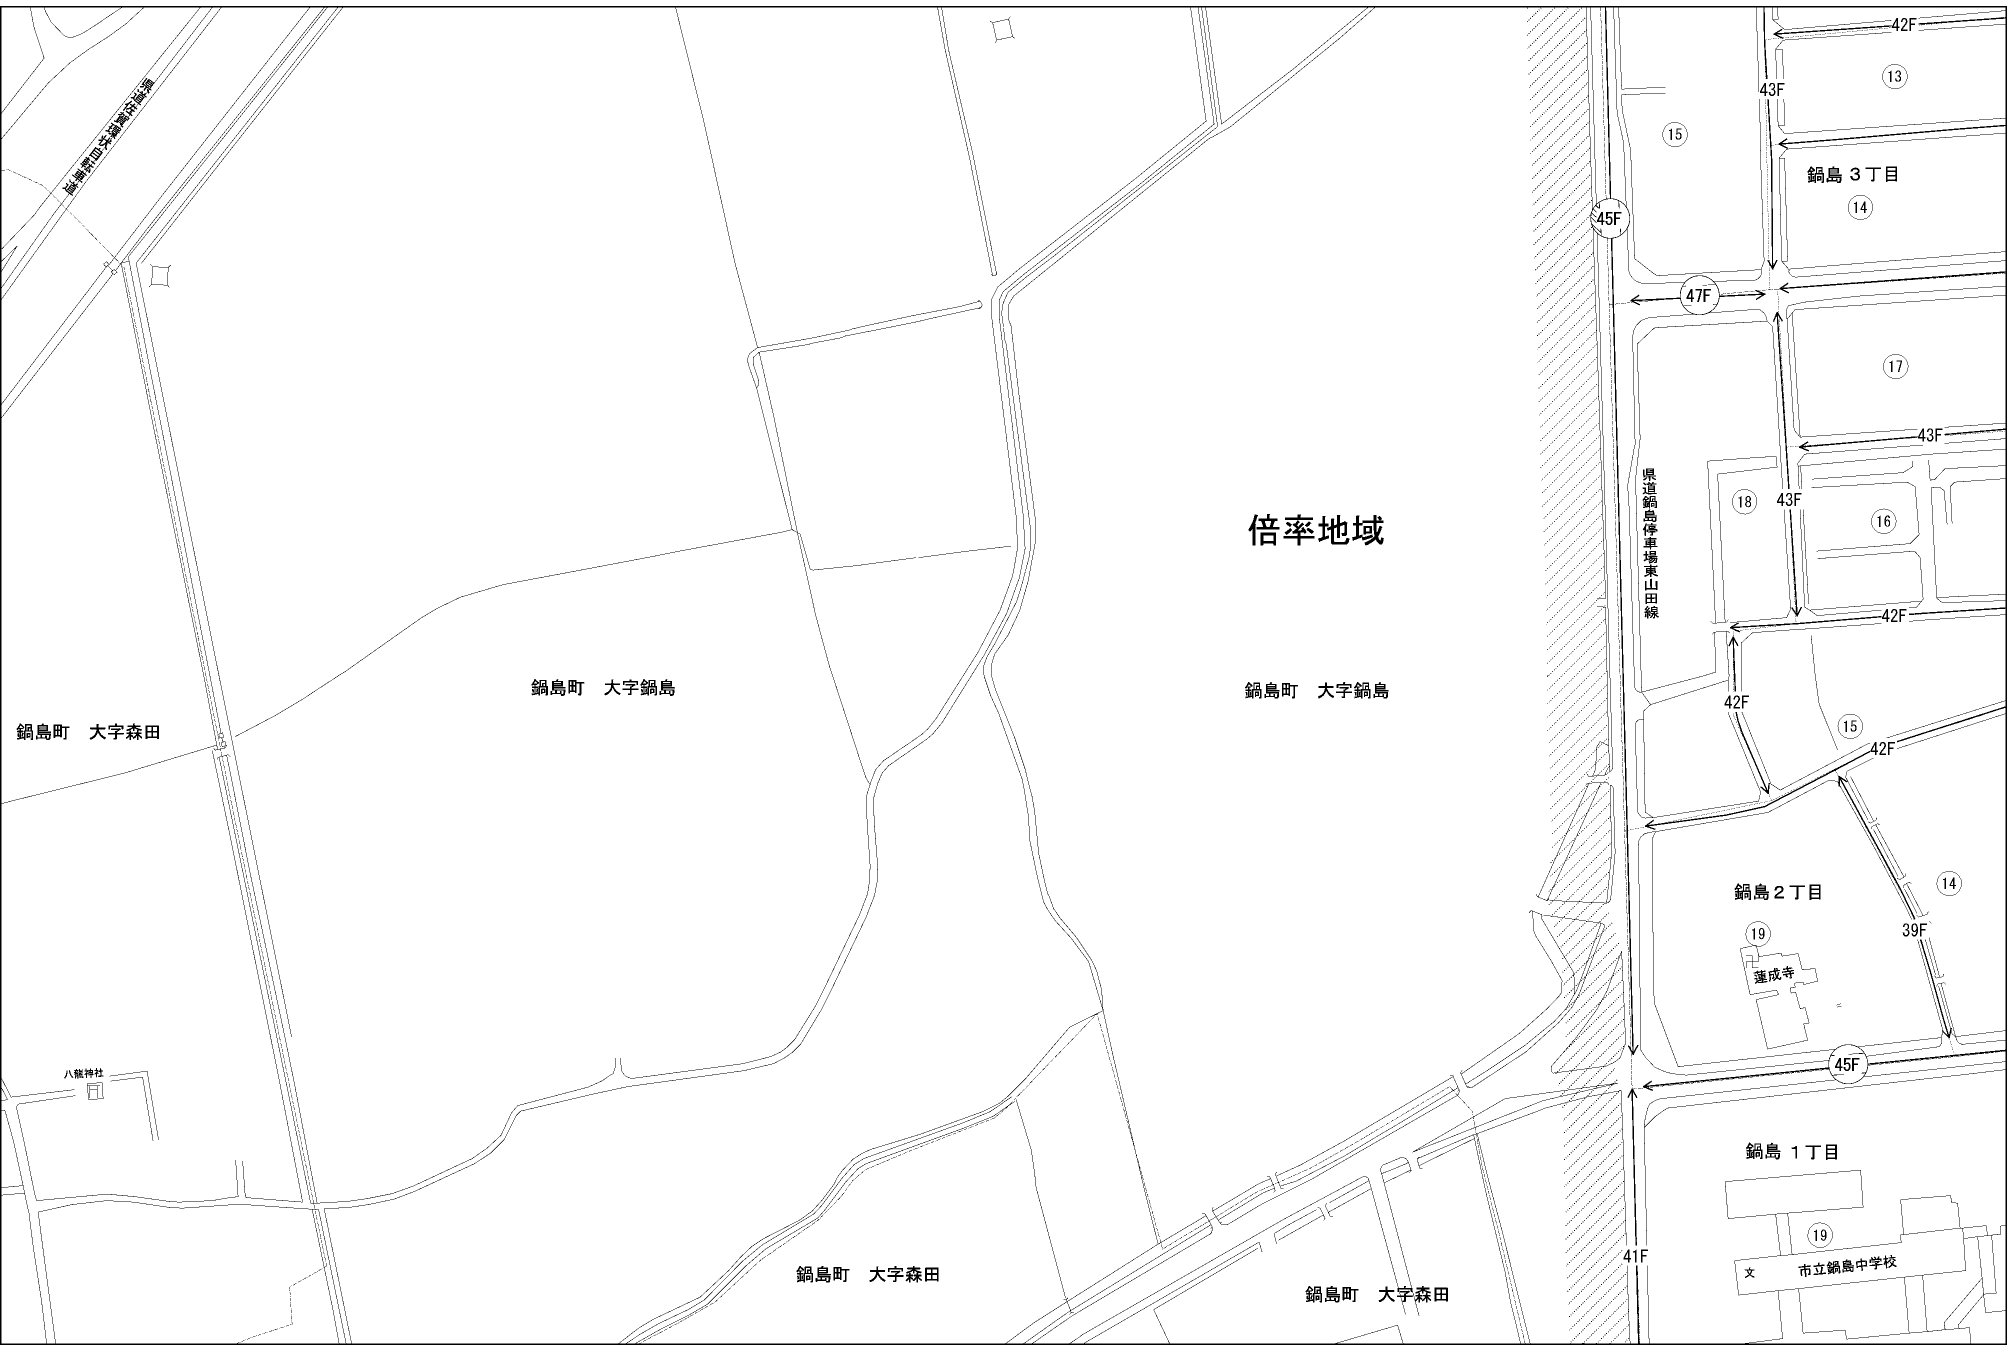 42F
13
県道佐賀環状自転車道
43F
15
鍋島 3丁目
14
45F
47F
17
43F
県道鍋島停車場東山田線
18
43F
16
倍率地域
42F
鍋島町 大字鍋島
鍋島町 大字鍋島
42F
鍋島町 大字森田
15
42F
14
鍋島2丁目
39F
19
蓮成寺
45F
八龍神社
鍋島 1丁目
19
41F
文 市立鍋島中学校
鍋島町 大字森田
鍋島町 大字森田